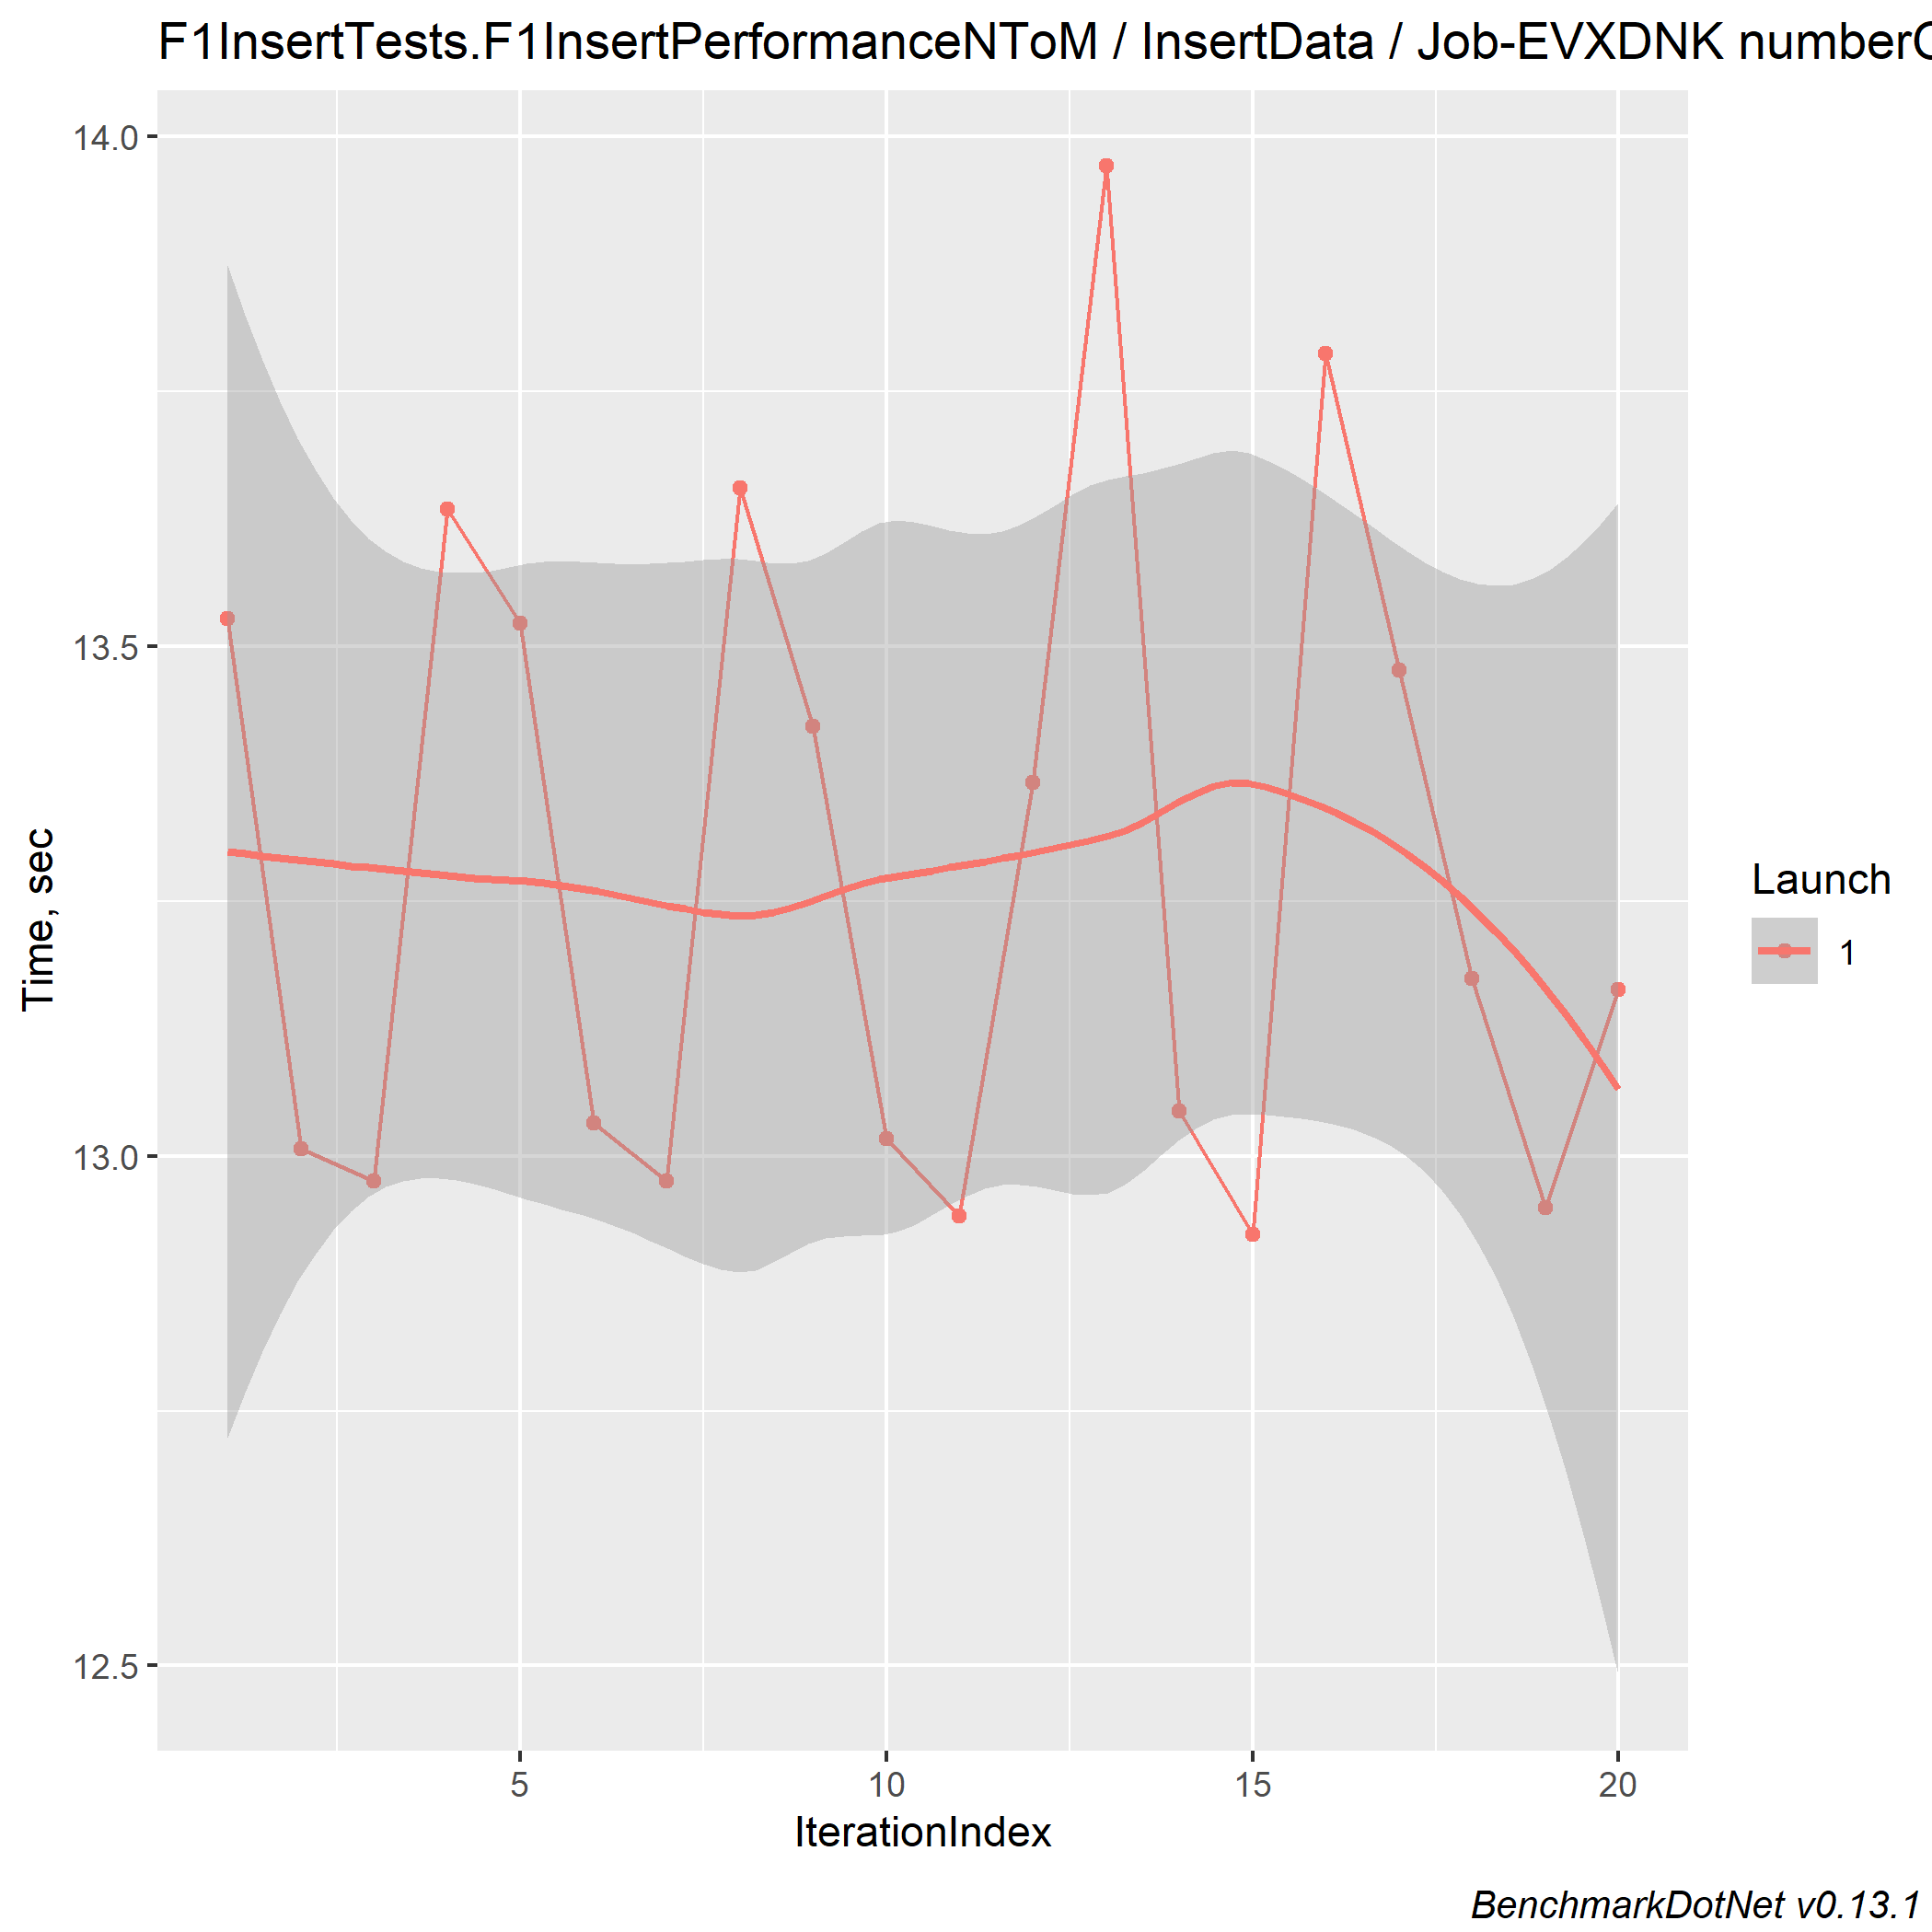 F1InsertTests.F1InsertPerformanceNToM / InsertData / Job-EVXDNK
14.0
13.5
13.0
12.5
Time, sec
5 10 15 20
IterationIndex
Launch
1
BenchmarkDotNet v0.13.1